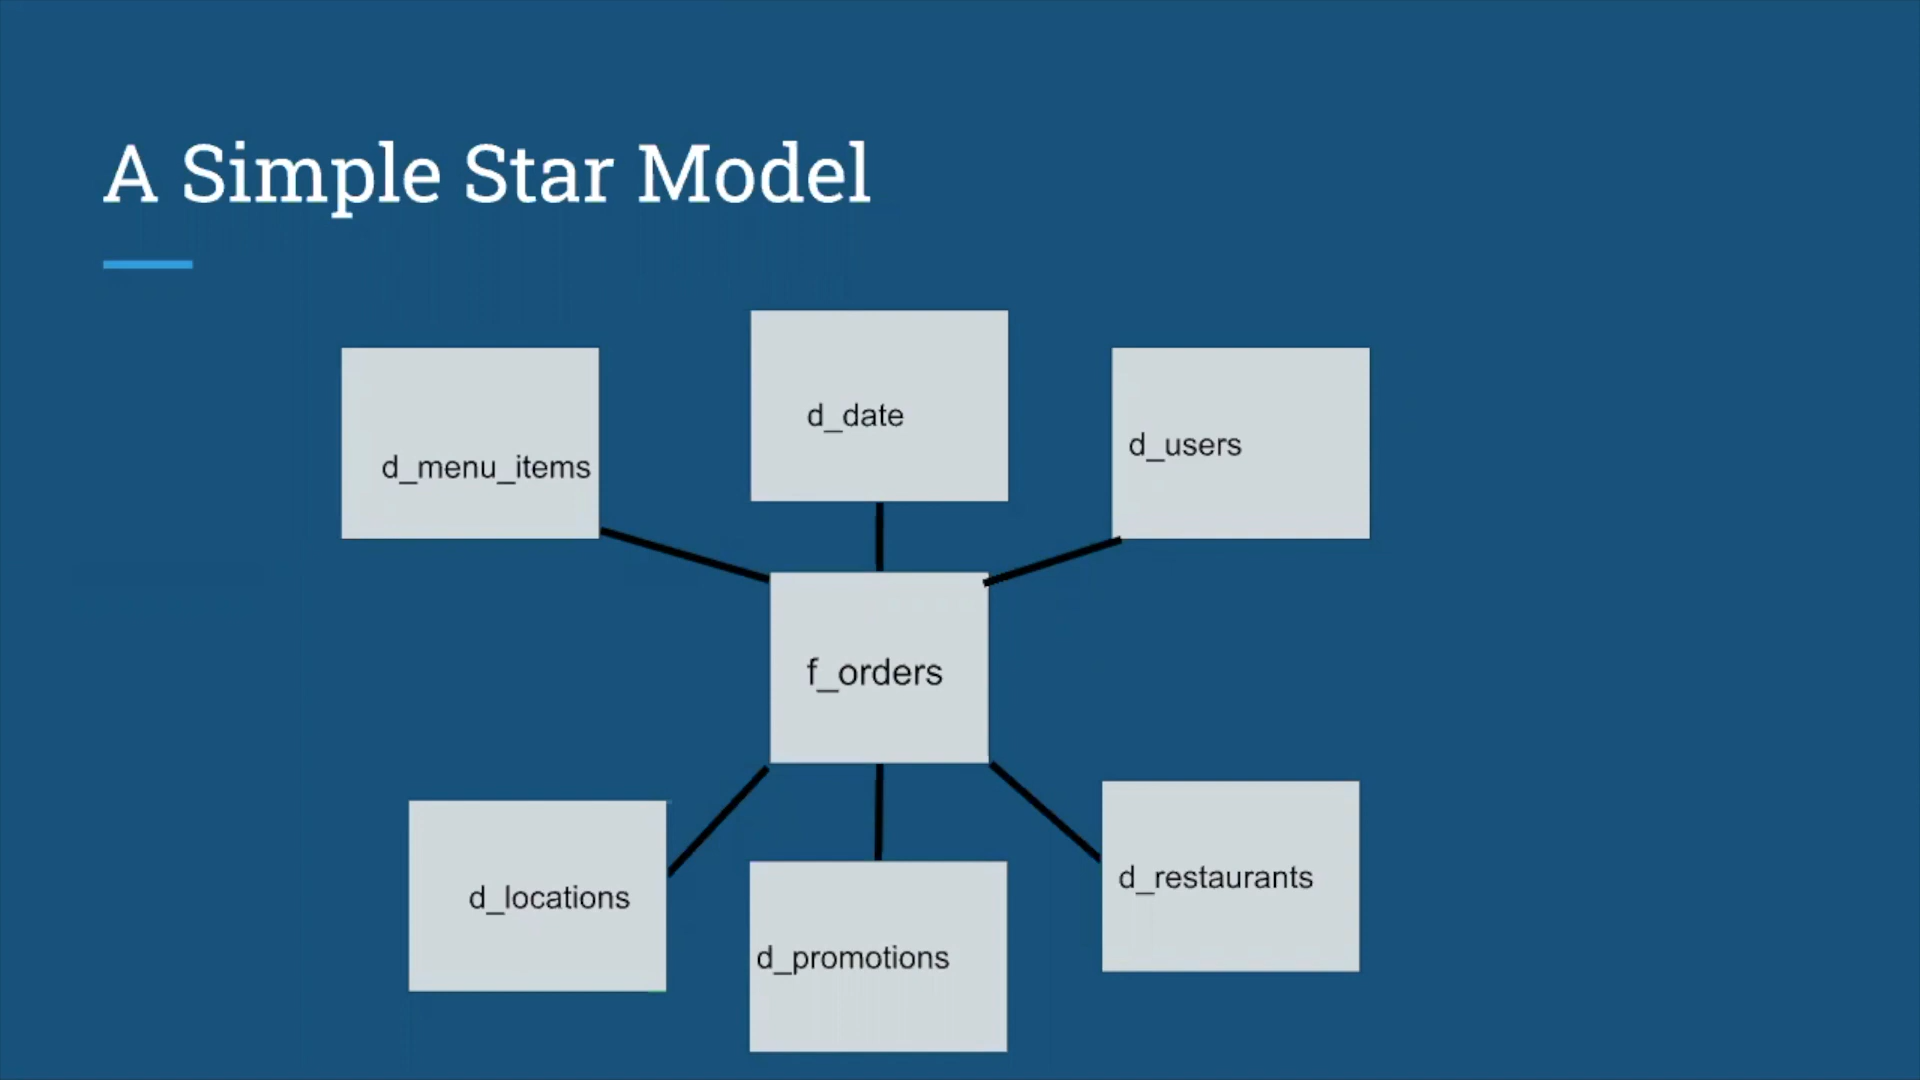 A Simple Star Model
d_menu_items
d_date
d_users
f_orders
d_locations
d_promotions
d_restaurants